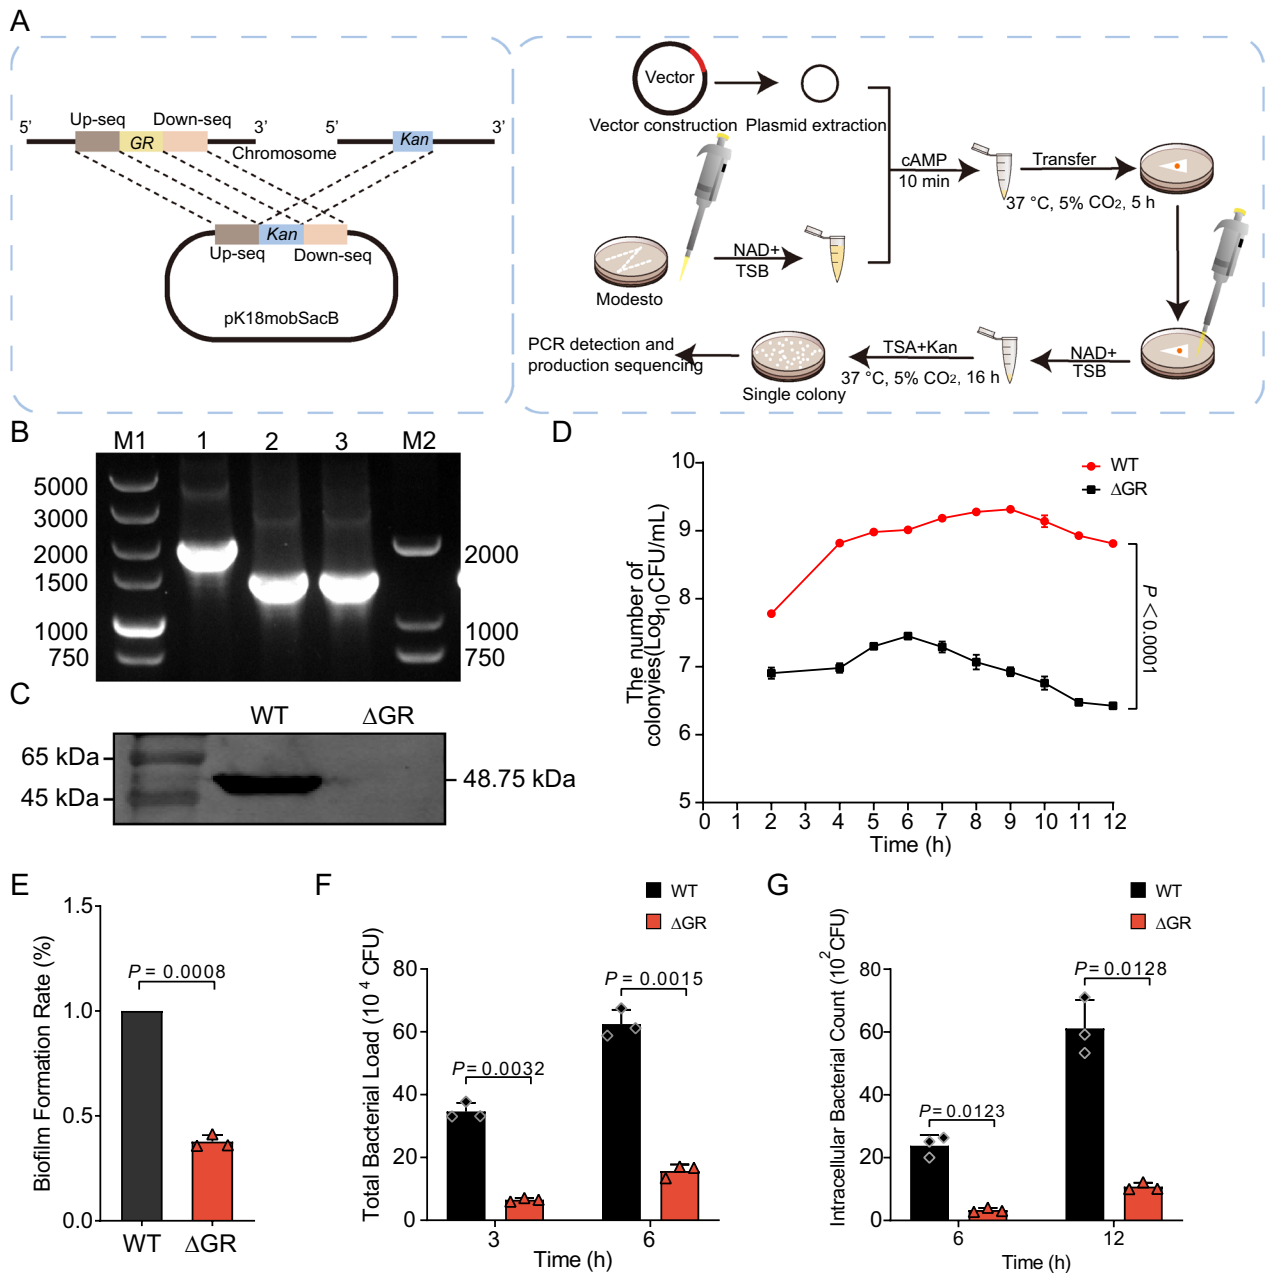 A
5' Up-seq GR Down-seq 3' 5' Kan 3'
Chromosome
Up-seq Kan Down-seq
pK18mobSacB
Vector
Vector construction Plasmid extraction
cAMP
10 min
Transfer
37 °C, 5% CO2, 5 h
Modesto
NAD+
TSB
NAD+
TSB
TSA+Kan
37 °C, 5% CO2, 16 h
Single colony
PCR detection and
production sequencing
B
M1 1 2 3 M2
5000
3000
2000 2000
1500
1000 1000
750 750
C
WT ΔGR
65 kDa
45 kDa
48.75 kDa
D
The number of
colonyies(Log10CFU/mL)
10
9
8
7
6
5
0 1 2 3 4 5 6 7 8 9 10 11 12
Time (h)
WT
ΔGR
P < 0.0001
E
Biofilm Formation Rate (%)
1.5
1.0
0.5
0.0
P = 0.0008
WT ΔGR
F
WT
ΔGR
Total Bacterial Load (10 4 CFU)
80
60
40
20
0
P = 0.0032
P = 0.0015
3 6
Time (h)
G
WT
ΔGR
Intracellular Bacterial Count (10 2 CFU)
80
60
40
20
0
P = 0.0123
P = 0.0128
6 12
Time (h)